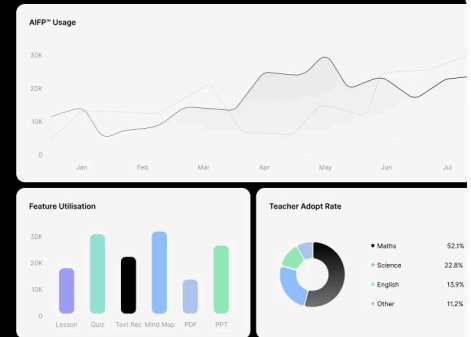 AIFP™ Usage
30K
20K
10K
0
Jan Feb Mar Apr May Jun Jul
Feature Utilisation
30K
20K
10K
0
Lesson Quiz Text Rec Mind Map PDF PPT
Teacher Adopt Rate
Maths 52,1%
Science 22.8%
English 13.9%
Other 11.2%